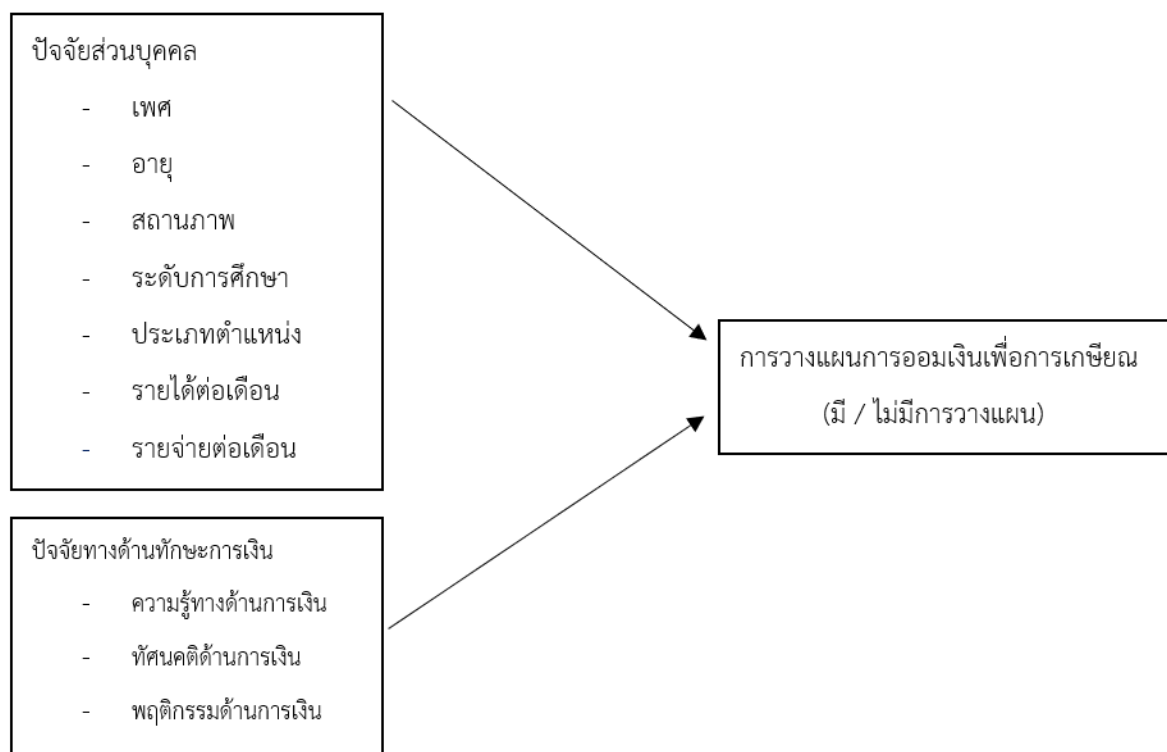 ปัจจัยส่วนบุคคล
- เพศ
- อายุ
- สถานภาพ
- ระดับการศึกษา
- ประเภทตำแหน่ง
- รายได้ต่อเดือน
- รายจ่ายต่อเดือน
การวางแผนการออมเงินเพื่อการเกษียณ
(มี / ไม่มีการวางแผน)
ปัจจัยทางด้านทักษะการเงิน
- ความรู้ทางด้านการเงิน
- ทัศนคติด้านการเงิน
- พฤติกรรมด้านการเงิน